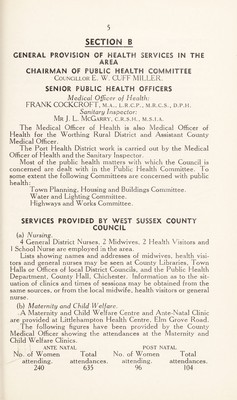 5
SECTION B
GENERAL PROVISION OF HEALTH SERVICES IN THE
AREA
CHAIRMAN OF PUBLIC HEALTH COMMITTEE
COUNCILLOR E. W. CUFF MILLER.
SENIOR PUBLIC HEALTH OFFICERS
Medical Officer of Health:
FRANK COCKCROFT, M.A., L.R.C.P., M.R.C.S., D.P.H.
Sanitary Inspector:
MR J. L. MCGARRY, C.R.S.H., M.S.I.A.
The Medical Officer of Health is also Medical Officer of
Health for the Worthing Rural District and Assistant County
Medical Officer.
The Port Health District work is carried out by the Medical
Officer of Health and the Sanitary Inspector.
Most of the public health matters with which the Council is
concerned are dealt with in the Public Health Committee. To
some extent the following Committees are concerned with public
health:
Town Planning, Housing and Buildings Committee.
Water and Lighting Committee.
Highways and Works Committee.
SERVICES PROVIDED BY WEST SUSSEX COUNTY
COUNCIL
(a) Nursing.
4 General District Nurses, 2 Midwives, 2 Health Visitors and
1 School Nurse are employed in the area.
Lists showing names and addresses of midwives, health visi-
tors and general nurses may be seen at County Libraries, Town
Halls or Offices of local District Councils, and the Public Health
Department, County Hall, Chichester. Information as to the sit-
uation of clinics and times of sessions may be obtained from the
same sources, or from the local midwife, health visitors or general
nurse.
(b) Maternity and Child Welfare.
A Maternity and Child Welfare Centre and Ante-Natal Clinic
are provided at Littlehampton Health Centre, Elm Grove Road.
The following figures have been provided by the County
Medical Officer showing the attendances at the Maternity and
Child Welfare Clinics.
ANTE NATAL POST NATAL
No. of Women Total No. of Women Total
attending. attendances. attending. attendances.
240 635 96 104